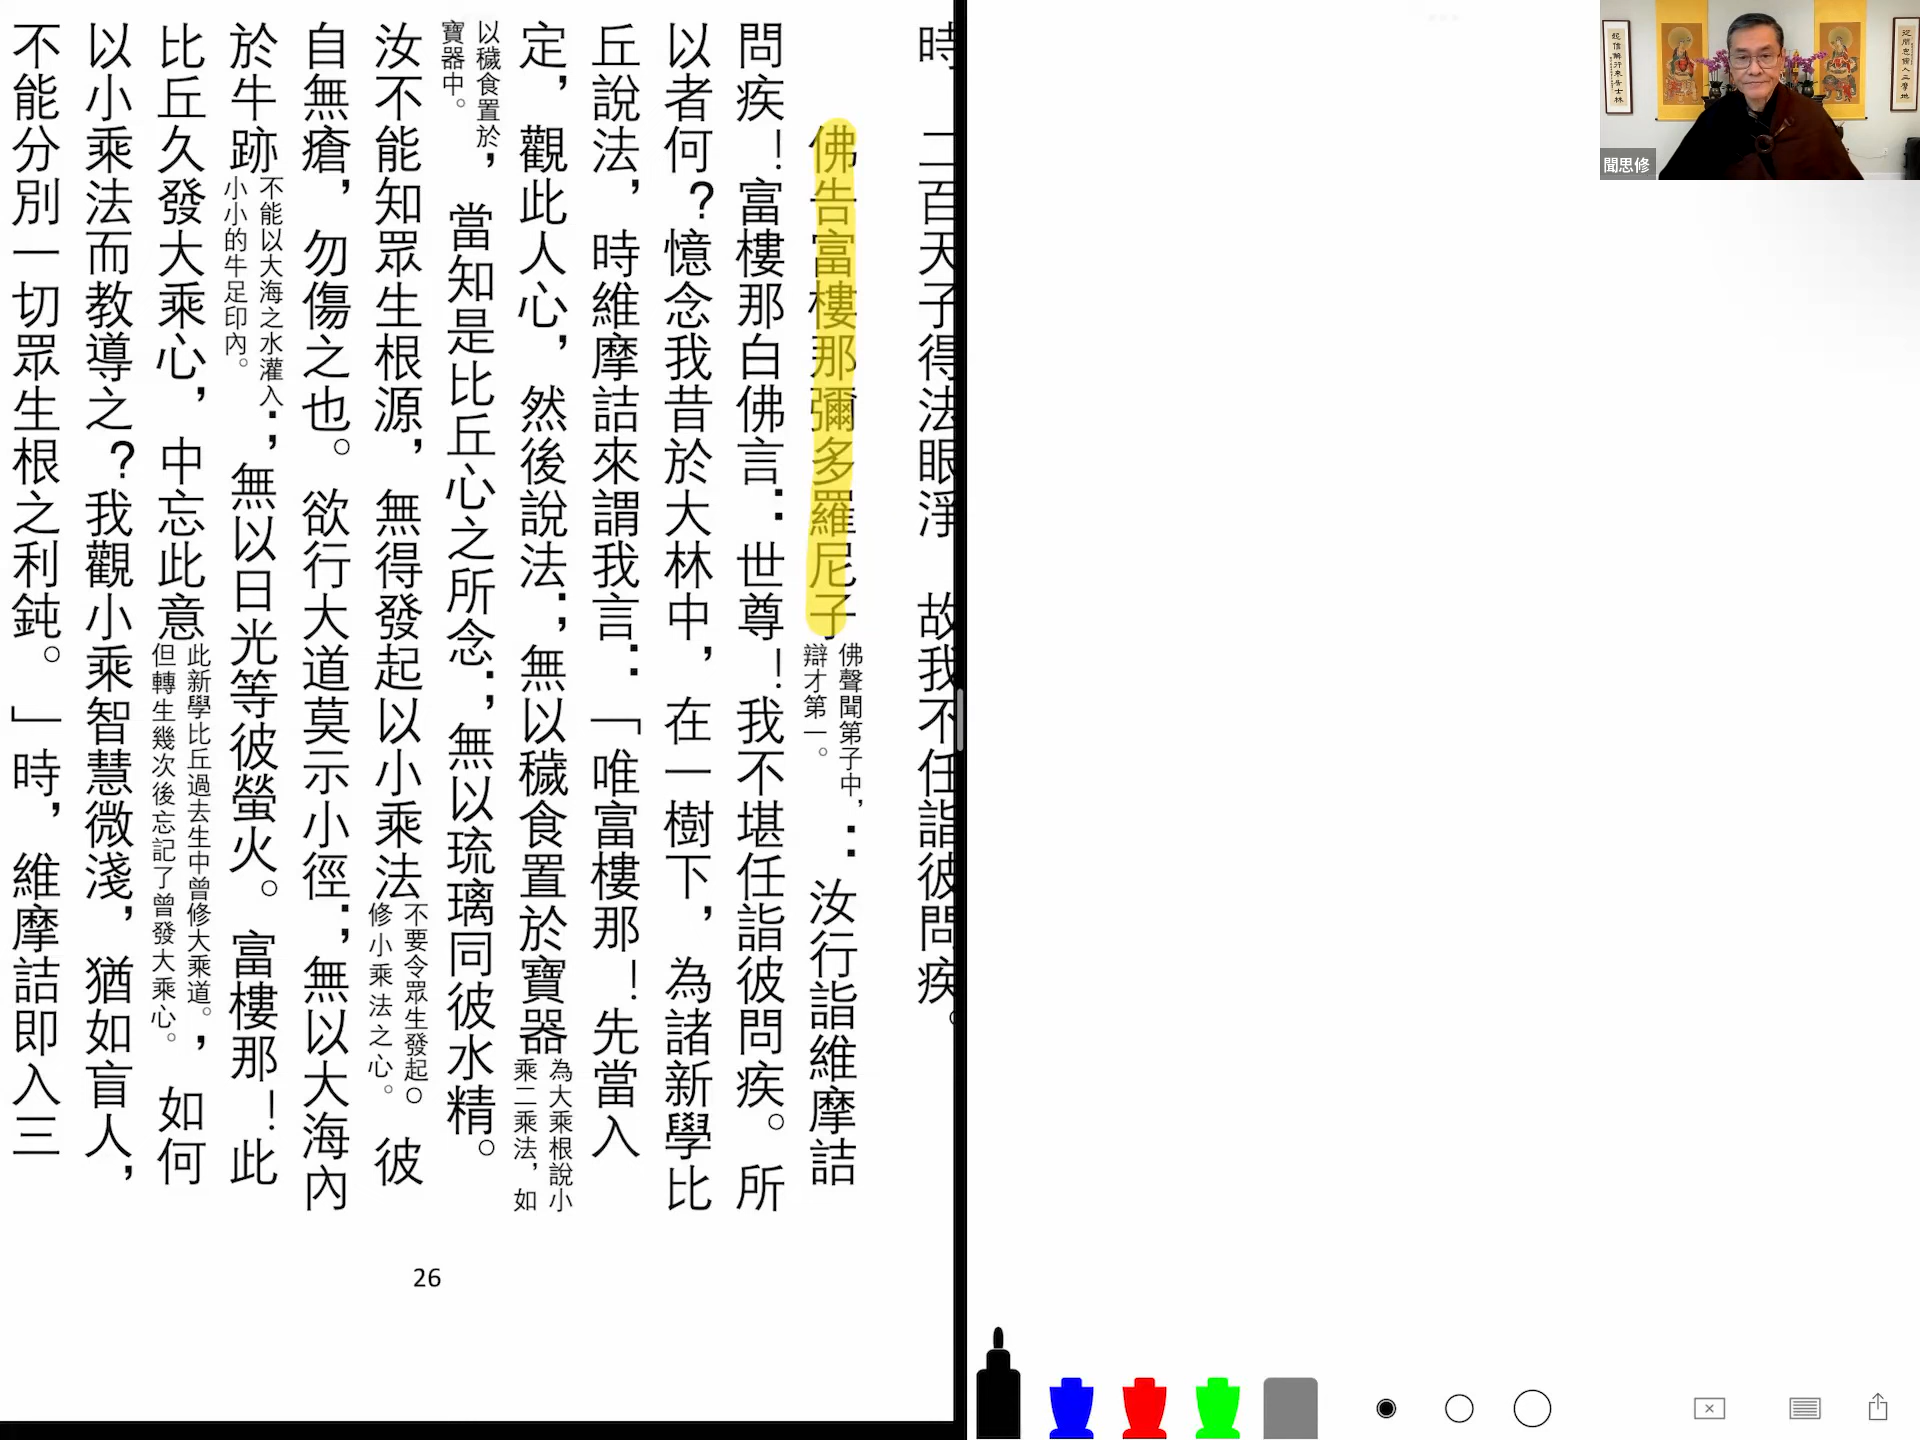 時　二百天子得法眼淨　故我不任詣彼問疾。
佛告富樓那彌多羅尼子
佛聲聞第子中，
辯才第一。
：汝行詣維摩詰
問疾！富樓那白佛言：世尊！我不堪任詣彼問疾。所
以者何？憶念我昔於大林中，在一樹下，為諸新學比
丘說法，時維摩詰來謂我言：「唯富樓那！先當入
定，觀此人心，然後說法；無以穢食置於寶器
為大乘根說小
乘二乘法，如
以穢食置於
寶器中。
，當知是比丘心之所念；無以琉璃同彼水精。
汝不能知眾生根源，無得發起以小乘法
不要令眾生發起
修小乘法之心。
。彼
自無瘡，勿傷之也。欲行大道莫示小徑；無以大海內
於牛跡
不能以大海之水灌入
小小的牛足印內。
；，無以日光等彼螢火。富樓那！此
比丘久發大乘心，中忘此意
此新學比丘過去生中曾修大乘道。
但轉生幾次後忘記了曾發大乘心。
，如何
以小乘法而教導之？我觀小乘智慧微淺，猶如盲人，
不能分別一切眾生根之利鈍。」時，維摩詰即入三
26
聞思修